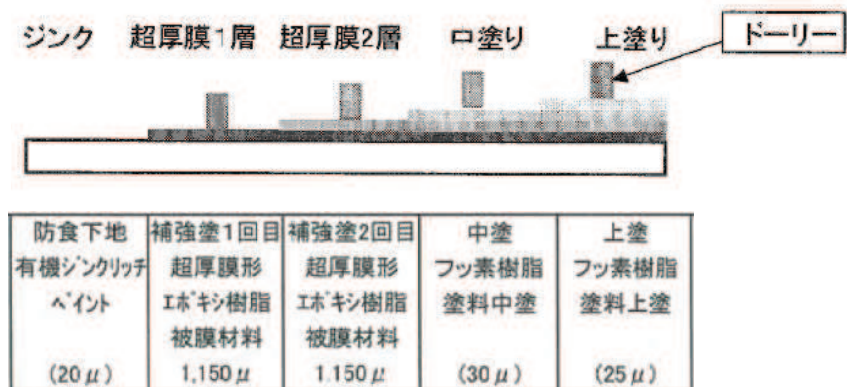 ジンク 超厚膜1層 超厚膜2層 中塗り 上塗り ドーリー
防食下地 補強塗1回目 補強塗2回目 中塗 上塗
有機ジンクリッチ 超厚膜形 超厚膜形 フッ素樹脂 フッ素樹脂
ペイント エポキシ樹脂 エポキシ樹脂 塗料中塗 塗料上塗
被膜材料 被膜材料
(20μ) 1,150μ 1.150μ (30μ) (25μ)